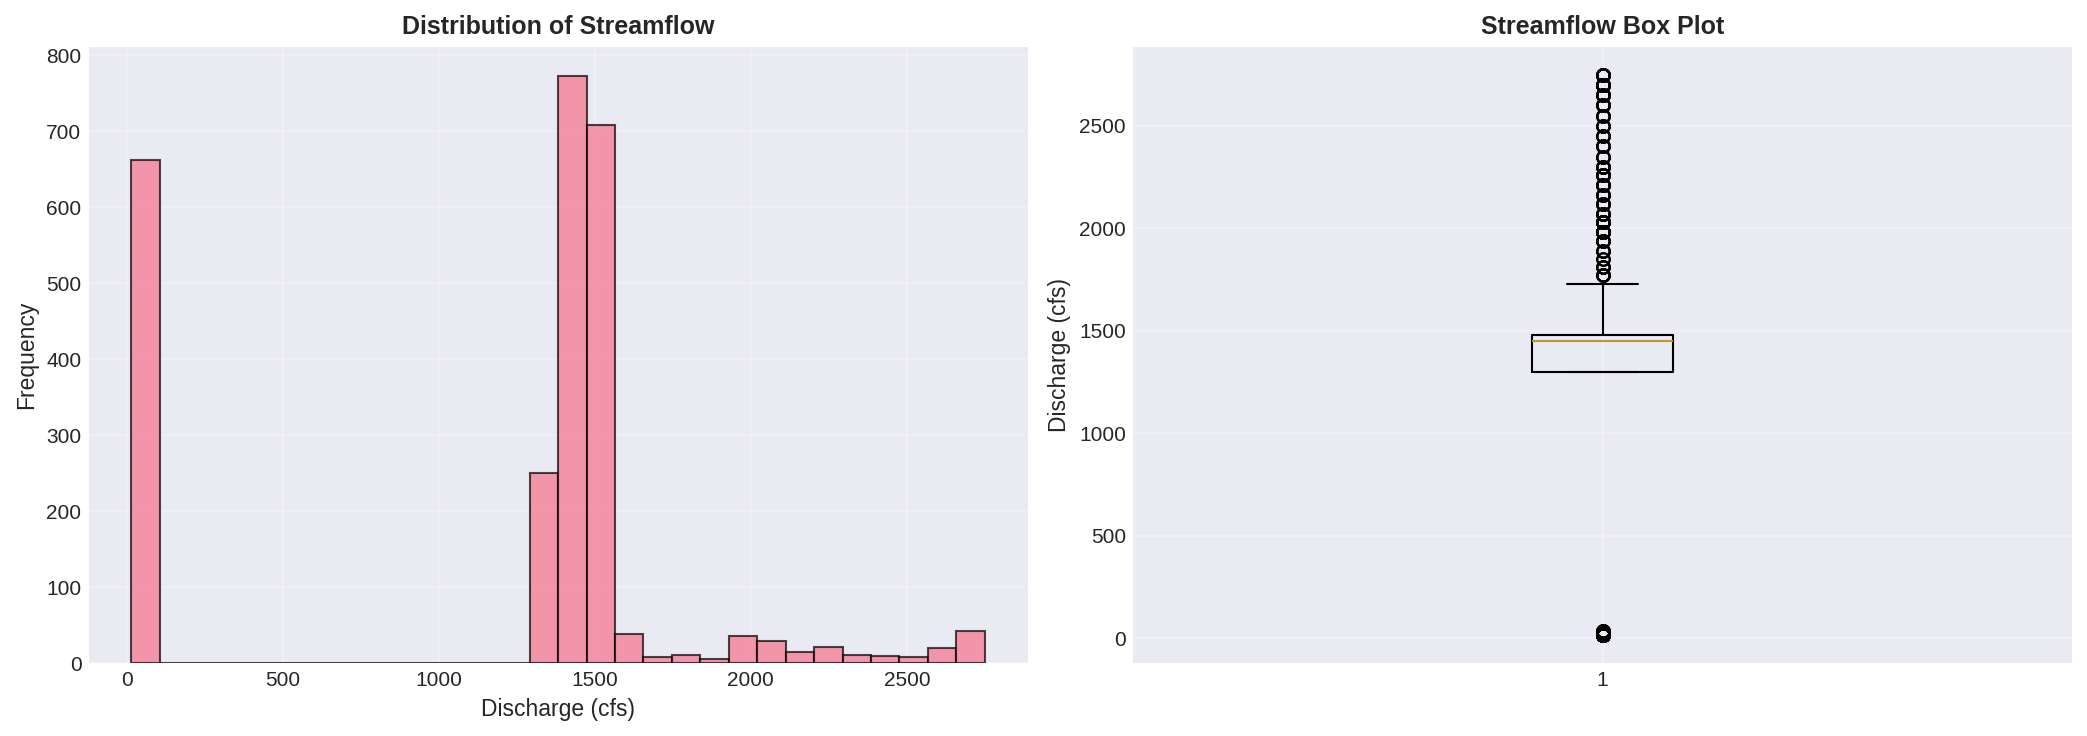 Distribution of Streamflow
800
700
600
500
400
300
200
100
0
Frequency
0 500 1000 1500 2000 2500
Discharge (cfs)
Streamflow Box Plot
2500
2000
1500
1000
500
0
Discharge (cfs)
1